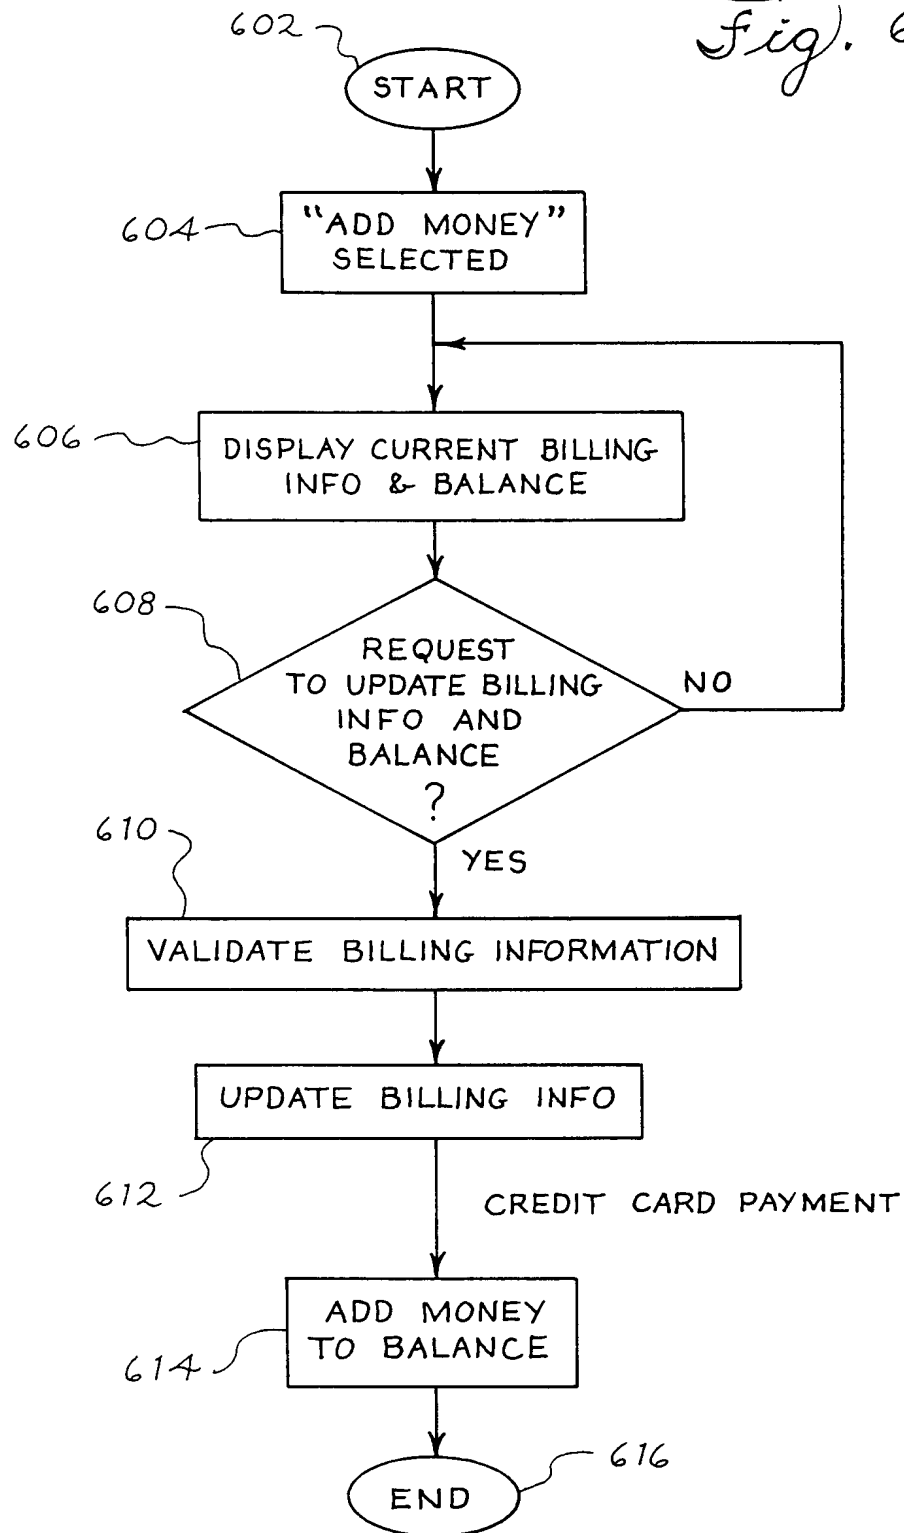 Fig. 6
602
START
604
"ADD MONEY"
SELECTED
606
DISPLAY CURRENT BILLING
INFO & BALANCE
608
REQUEST
TO UPDATE BILLING
INFO AND
BALANCE
?
NO
610
YES
VALIDATE BILLING INFORMATION
UPDATE BILLING INFO
612
CREDIT CARD PAYMENT
ADD MONEY
TO BALANCE
614
616
END